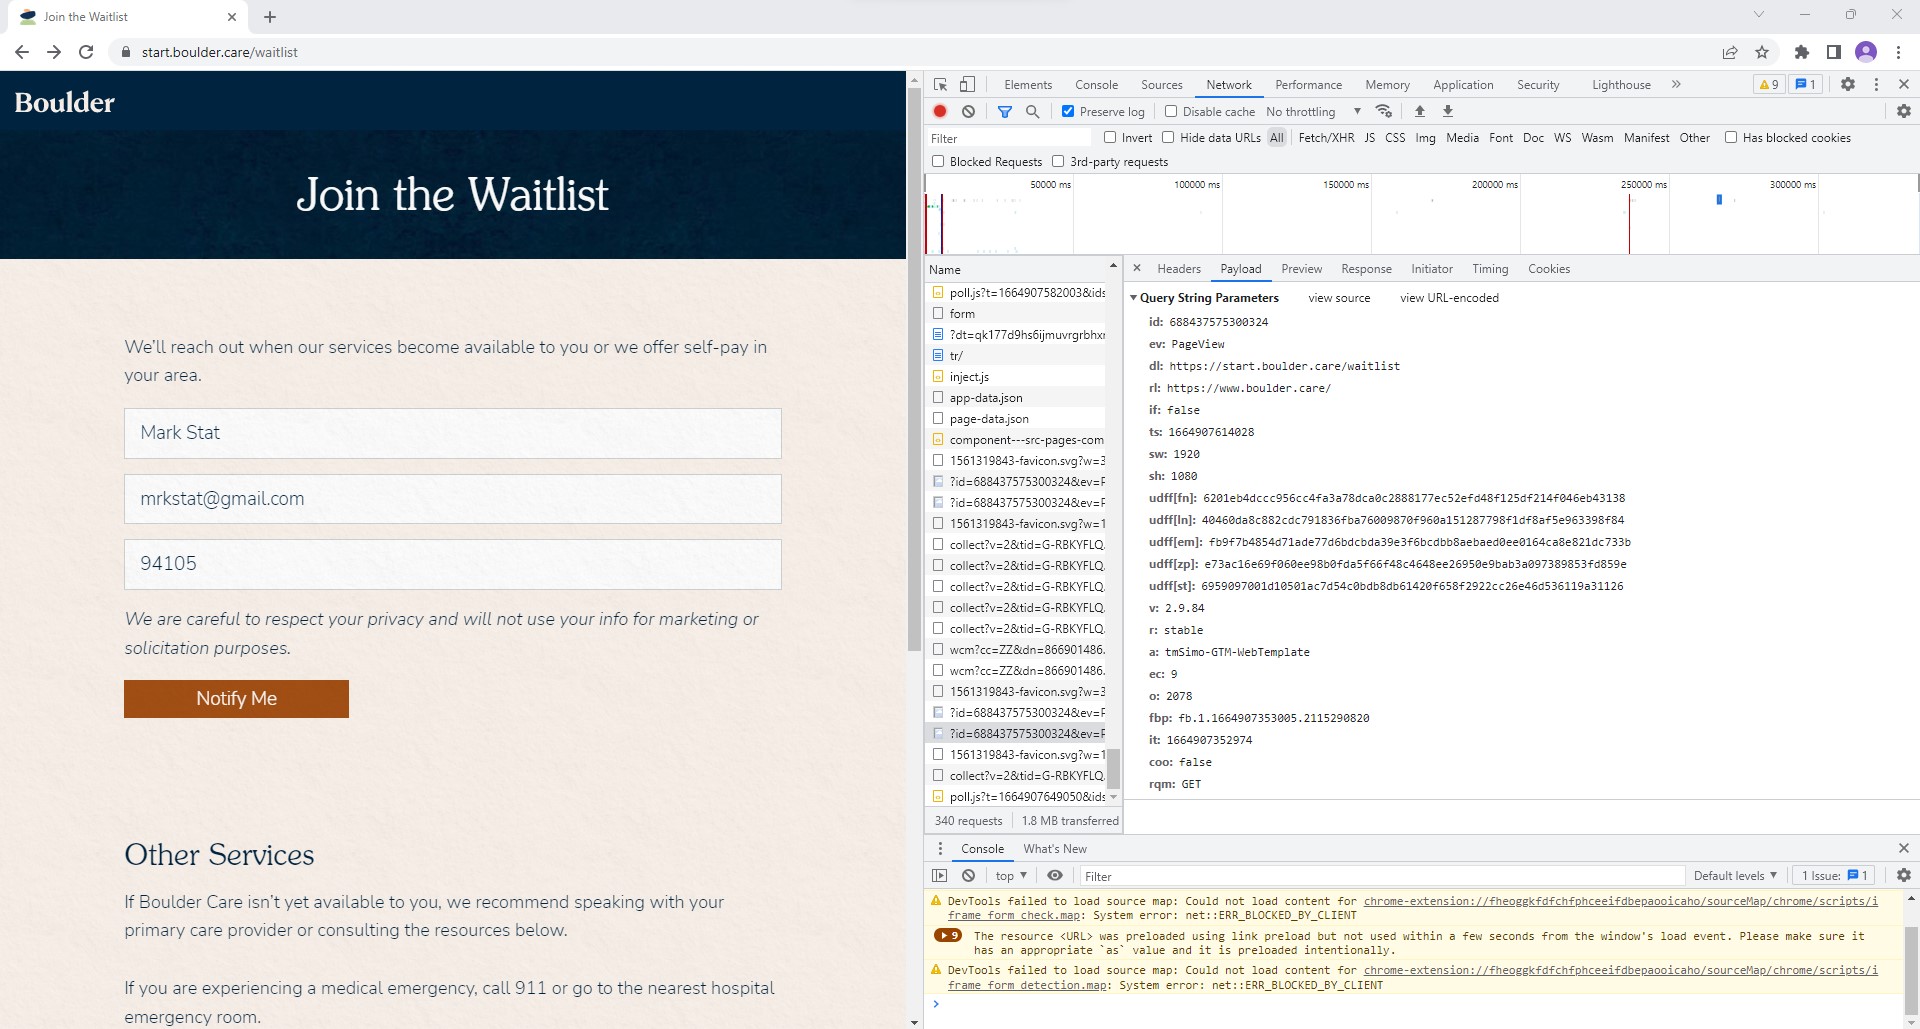 Join the Waitlist
start.boulder.care/waitlist
Boulder
Join the Waitlist
We'll reach out when our services become available to you or we offer self-pay in
your area.
Mark Stat
mrkstat@gmail.com
94105
We are careful to respect your privacy and will not use your info for marketing or
solicitation purposes.
Notify Me
Other Services
If Boulder Care isn't yet available to you, we recommend speaking with your
primary care provider or consulting the resources below.
If you are experiencing a medical emergency, call 911 or go to the nearest hospital
emergency room.
Elements Console Sources Network Performance Memory Application Security Lighthouse 9 1
Preserve log Disable cache No throttling
Filter Invert Hide data URLs All Fetch/XHR JS CSS Img Media Font Doc WS Wasm Manifest Other Has blocked cookies
Blocked Requests 3rd-party requests
50000 ms 100000 ms 150000 ms 200000 ms 250000 ms 300000 ms
Name
poll.js?t=1664907582003&ids
form
?dt=qk177d9hs6ijmuvrgrbhxr
tr/
inject.js
app-data.json
page-data.json
component---src-pages-com
1561319843-favicon.svg?w=3
?id=688437575300324&ev=P
?id=688437575300324&ev=P
1561319843-favicon.svg?w=1
collect?v=2&tid=G-RBKYFLQ.
collect?v=2&tid=G-RBKYFLQ.
collect?v=2&tid=G-RBKYFLQ.
collect?v=2&tid=G-RBKYFLQ.
collect?v=2&tid=G-RBKYFLQ.
wcm?cc=ZZ&dn=866901486.
wcm?cc=ZZ&dn=866901486.
1561319843-favicon.svg?w=3
?id=688437575300324&ev=P
?id=688437575300324&ev=P
1561319843-favicon.svg?w=1
collect?v=2&tid=G-RBKYFLQ.
poll.js?t=1664907649050&ids
340 requests 1.8 MB transferred
Headers Payload Preview Response Initiator Timing Cookies
Query String Parameters view source view URL-encoded
id: 688437575300324
ev: PageView
dl: https://start.boulder.care/waitlist
rl: https://www.boulder.care/
if: false
ts: 1664907614028
sw: 1920
sh: 1080
udff[fn]: 6201eb4dccc956cc4fa3a78dca0c2888177ec52efd48f125df214f046eb43138
udff[ln]: 40460da8c882cdc791836fba76009870f960a151287798f1df8af5e963398f84
udff[em]: fb9f7b4854d71ade77d6bdcbda39e3f6bcdbb8aebaed0ee0164ca8e821dc733b
udff[zp]: e73ac16e69f060ee98b0fda5f66f48c4648ee26950e9bab3a097389853fd859e
udff[st]: 6959097001d10501ac7d54c0bdb8db61420f658f2922cc26e46d536119a31126
v: 2.9.84
r: stable
a: tmSimo-GTM-WebTemplate
ec: 9
o: 2078
fbp: fb.1.1664907353005.2115290820
it: 1664907352974
coo: false
rqm: GET
Console What's New
top Filter Default levels 1 Issue: 1
DevTools failed to load source map: Could not load content for chrome-extension://fheoggkfdfchfphceeifdbepaooicaho/sourceMap/chrome/scripts/i
frame_form_check.map: System error: net::ERR_BLOCKED_BY_CLIENT
9 The resource <URL> was preloaded using link preload but not used within a few seconds from the window's load event. Please make sure it
has an appropriate `as` value and it is preloaded intentionally.
DevTools failed to load source map: Could not load content for chrome-extension://fheoggkfdfchfphceeifdbepaooicaho/sourceMap/chrome/scripts/i
frame_form_detection.map: System error: net::ERR_BLOCKED_BY_CLIENT